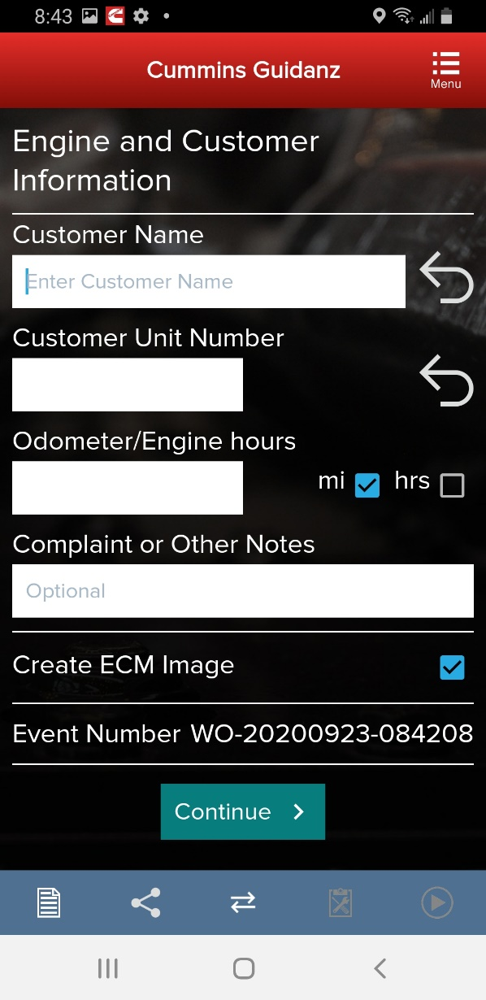 8:43
Cummins Guidanz
Menu
Engine and Customer
Information
Customer Name
Enter Customer Name
Customer Unit Number
Odometer/Engine hours
mi hrs
Complaint or Other Notes
Optional
Create ECM Image
Event Number WO-20200923-084208
Continue